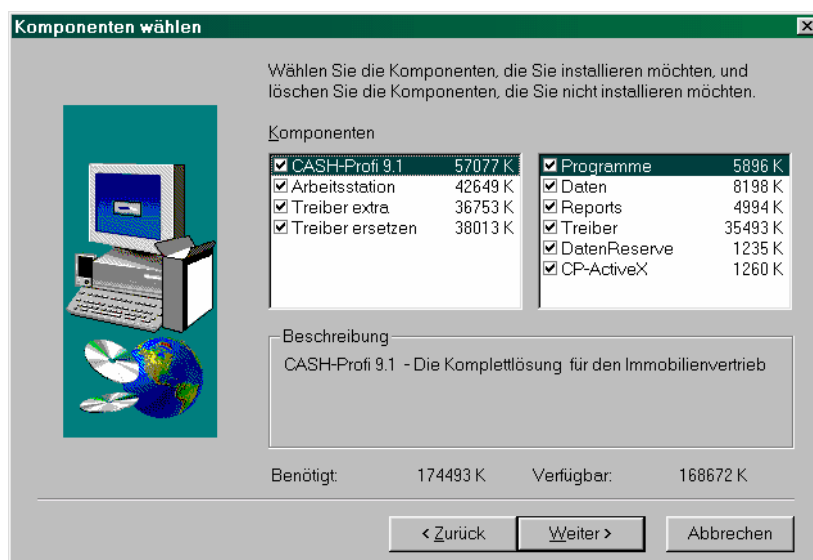 Komponenten wählen
Wählen Sie die Komponenten, die Sie installieren möchten, und
löschen Sie die Komponenten, die Sie nicht installieren möchten.
Komponenten
CASH-Profi 9.1 57077 K
Arbeitsstation 42649 K
Treiber extra 36753 K
Treiber ersetzen 38013 K
Programme 5896 K
Daten 8198 K
Reports 4994 K
Treiber 35493 K
DatenReserve 1235 K
CP-ActiveX 1260 K
Beschreibung
CASH-Profi 9.1 - Die Komplettlösung für den Immobilienvertrieb
Benötigt: 174493 K Verfügbar: 168672 K
< Zurück Weiter > Abbrechen